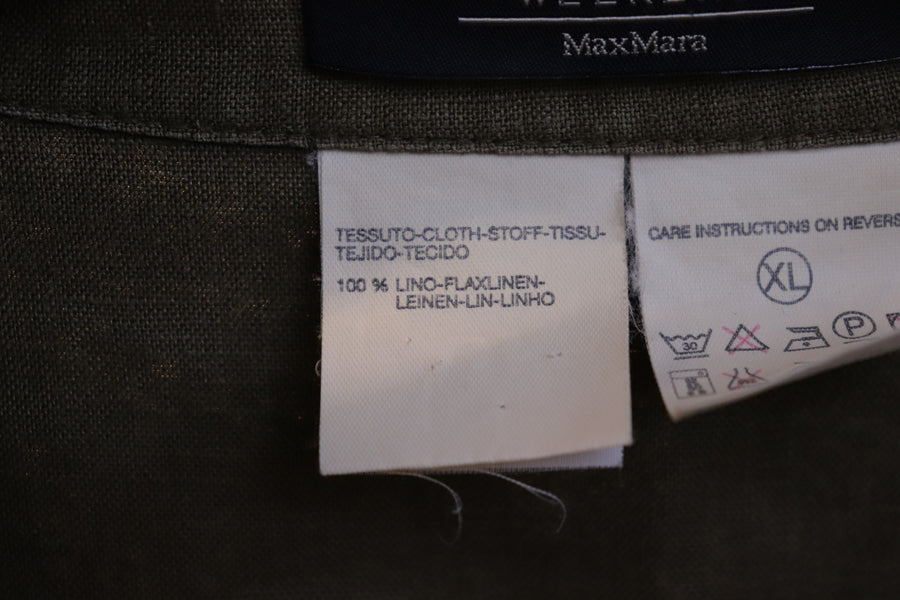 MaxMara
TESSUTO-CLOTH-STOFF-TISSU-
TEJIDO-TECIDO
100 % LINO-FLAXLINEN-
LEINEN-LIN-LINHO
CARE INSTRUCTIONS ON REVERS
XL
30
P
A